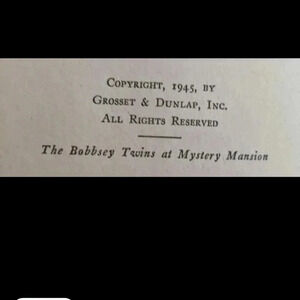 Copyright, 1945, by
Grosset & Dunlap, Inc.
All Rights Reserved
The Bobbsey Twins at Mystery Mansion